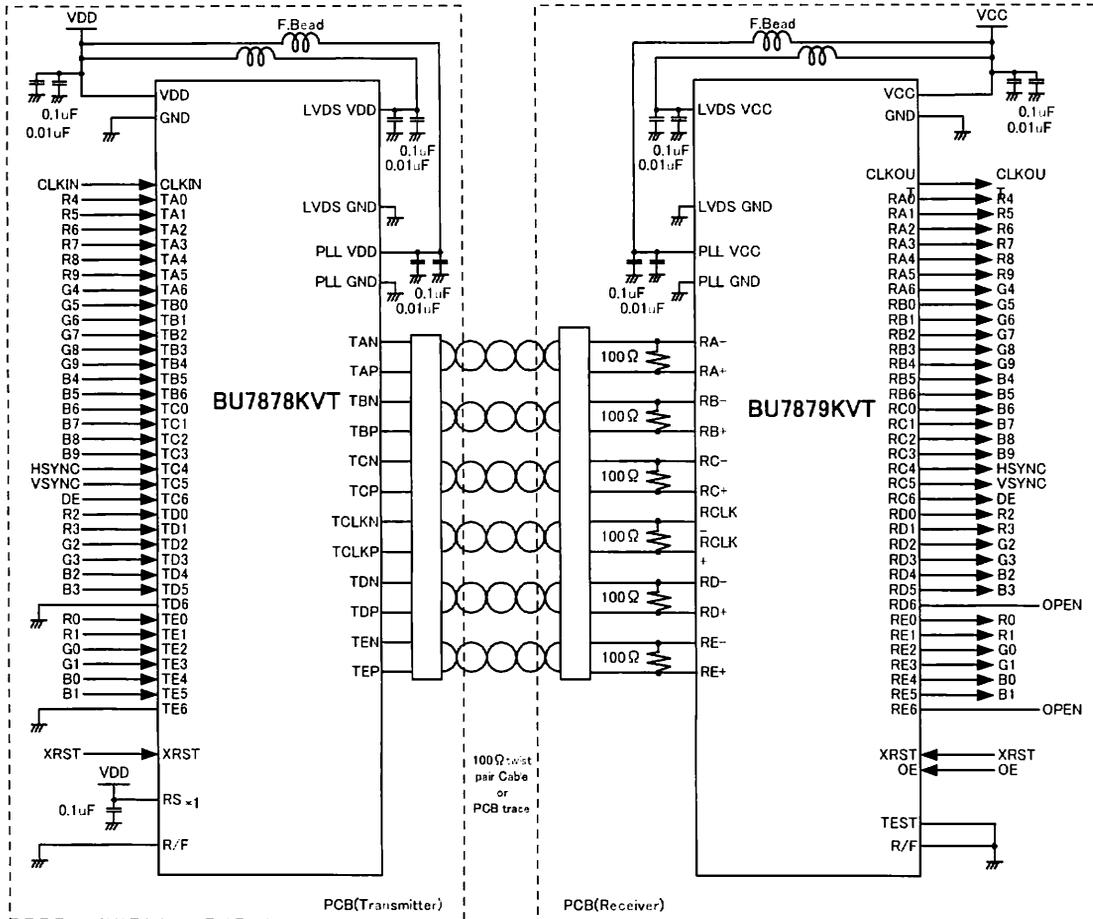 VDD
F.Bead
F.Bead
VCC
0.1uF
0.01uF
VDD
GND
LVDS VDD
0.1uF
0.01uF
LVDS GND
PLL VDD
PLL GND
0.1uF
0.01uF
CLKIN CLKIN
R4 TA0
R5 TA1
R6 TA2
R7 TA3
R8 TA4
R9 TA5
G4 TA6
G5 TB0
G6 TB1
G7 TB2
G8 TB3
G9 TB4
B4 TB5
B5 TB6
B6 TC0
B7 TC1
B8 TC2
B9 TC3
HSYNC TC4
VSYNC TC5
DE TC6
R2 TD0
R3 TD1
G2 TD2
G3 TD3
B2 TD4
B3 TD5
TD6
R0 TE0
R1 TE1
G0 TE2
G1 TE3
B0 TE4
B1 TE5
TE6
XRST XRST
VDD
0.1uF
RS *1
R/F
BU7878KVT
TAN
TAP
TBN
TBP
TCN
TCP
TCLKN
TCLKP
TDN
TDP
TEN
TEP
PCB(Transmitter)
100Ω twist
pair Cable
or
PCB trace
LVDS VCC
0.1uF
0.01uF
LVDS GND
PLL VCC
PLL GND
0.1uF
0.01uF
100Ω
100Ω
100Ω
100Ω
100Ω
100Ω
RA-
RA+
RB-
RB+
RC-
RC+
RCLK
-
RCLK
+
RD-
RD+
RE-
RE+
BU7879KVT
VCC
GND
0.1uF
0.01uF
CLKOU CLKOU
T T
RA0 R4
RA1 R5
RA2 R6
RA3 R7
RA4 R8
RA5 R9
RA6 G4
RB0 G5
RB1 G6
RB2 G7
RB3 G8
RB4 G9
RB5 B4
RB6 B5
RC0 B6
RC1 B7
RC2 B8
RC3 B9
RC4 HSYNC
RC5 VSYNC
RC6 DE
RD0 R2
RD1 R3
RD2 G2
RD3 G3
RD4 B2
RD5 B3
RD6 OPEN
RE0 R0
RE1 R1
RE2 G0
RE3 G1
RE4 B0
RE5 B1
RE6 OPEN
XRST XRST
OE OE
TEST
R/F
PCB(Receiver)